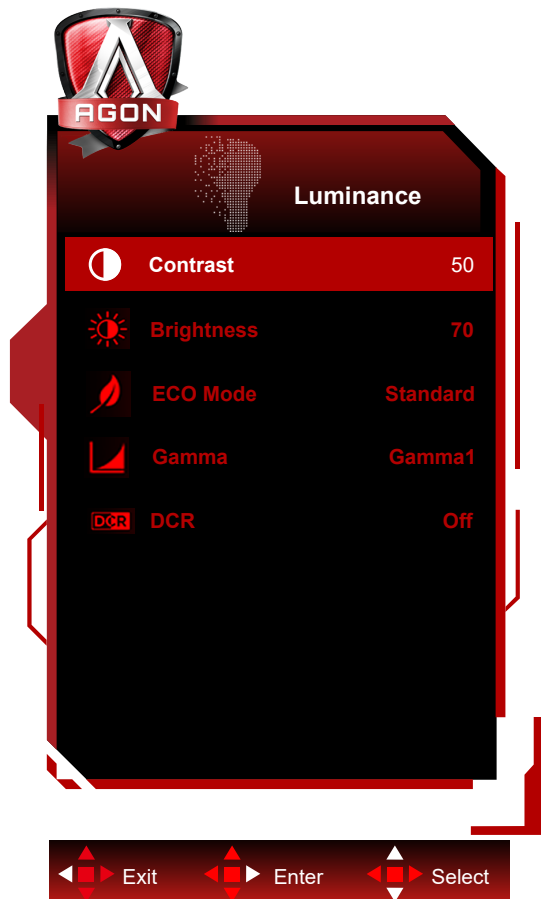 AGON
Luminance
Contrast 50
Brightness 70
ECO Mode Standard
Gamma Gamma1
DCR DCR Off
Exit Enter Select